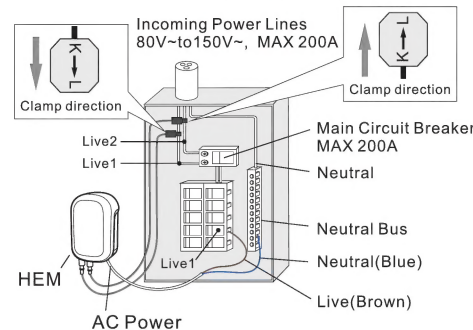 Incoming Power Lines
80V~to150V~, MAX 200A
K
L
Clamp direction
K
L
Clamp direction
Live2
Live1
Main Circuit Breaker
MAX 200A
Neutral
Neutral Bus
Live1
Neutral(Blue)
HEM
Live(Brown)
AC Power